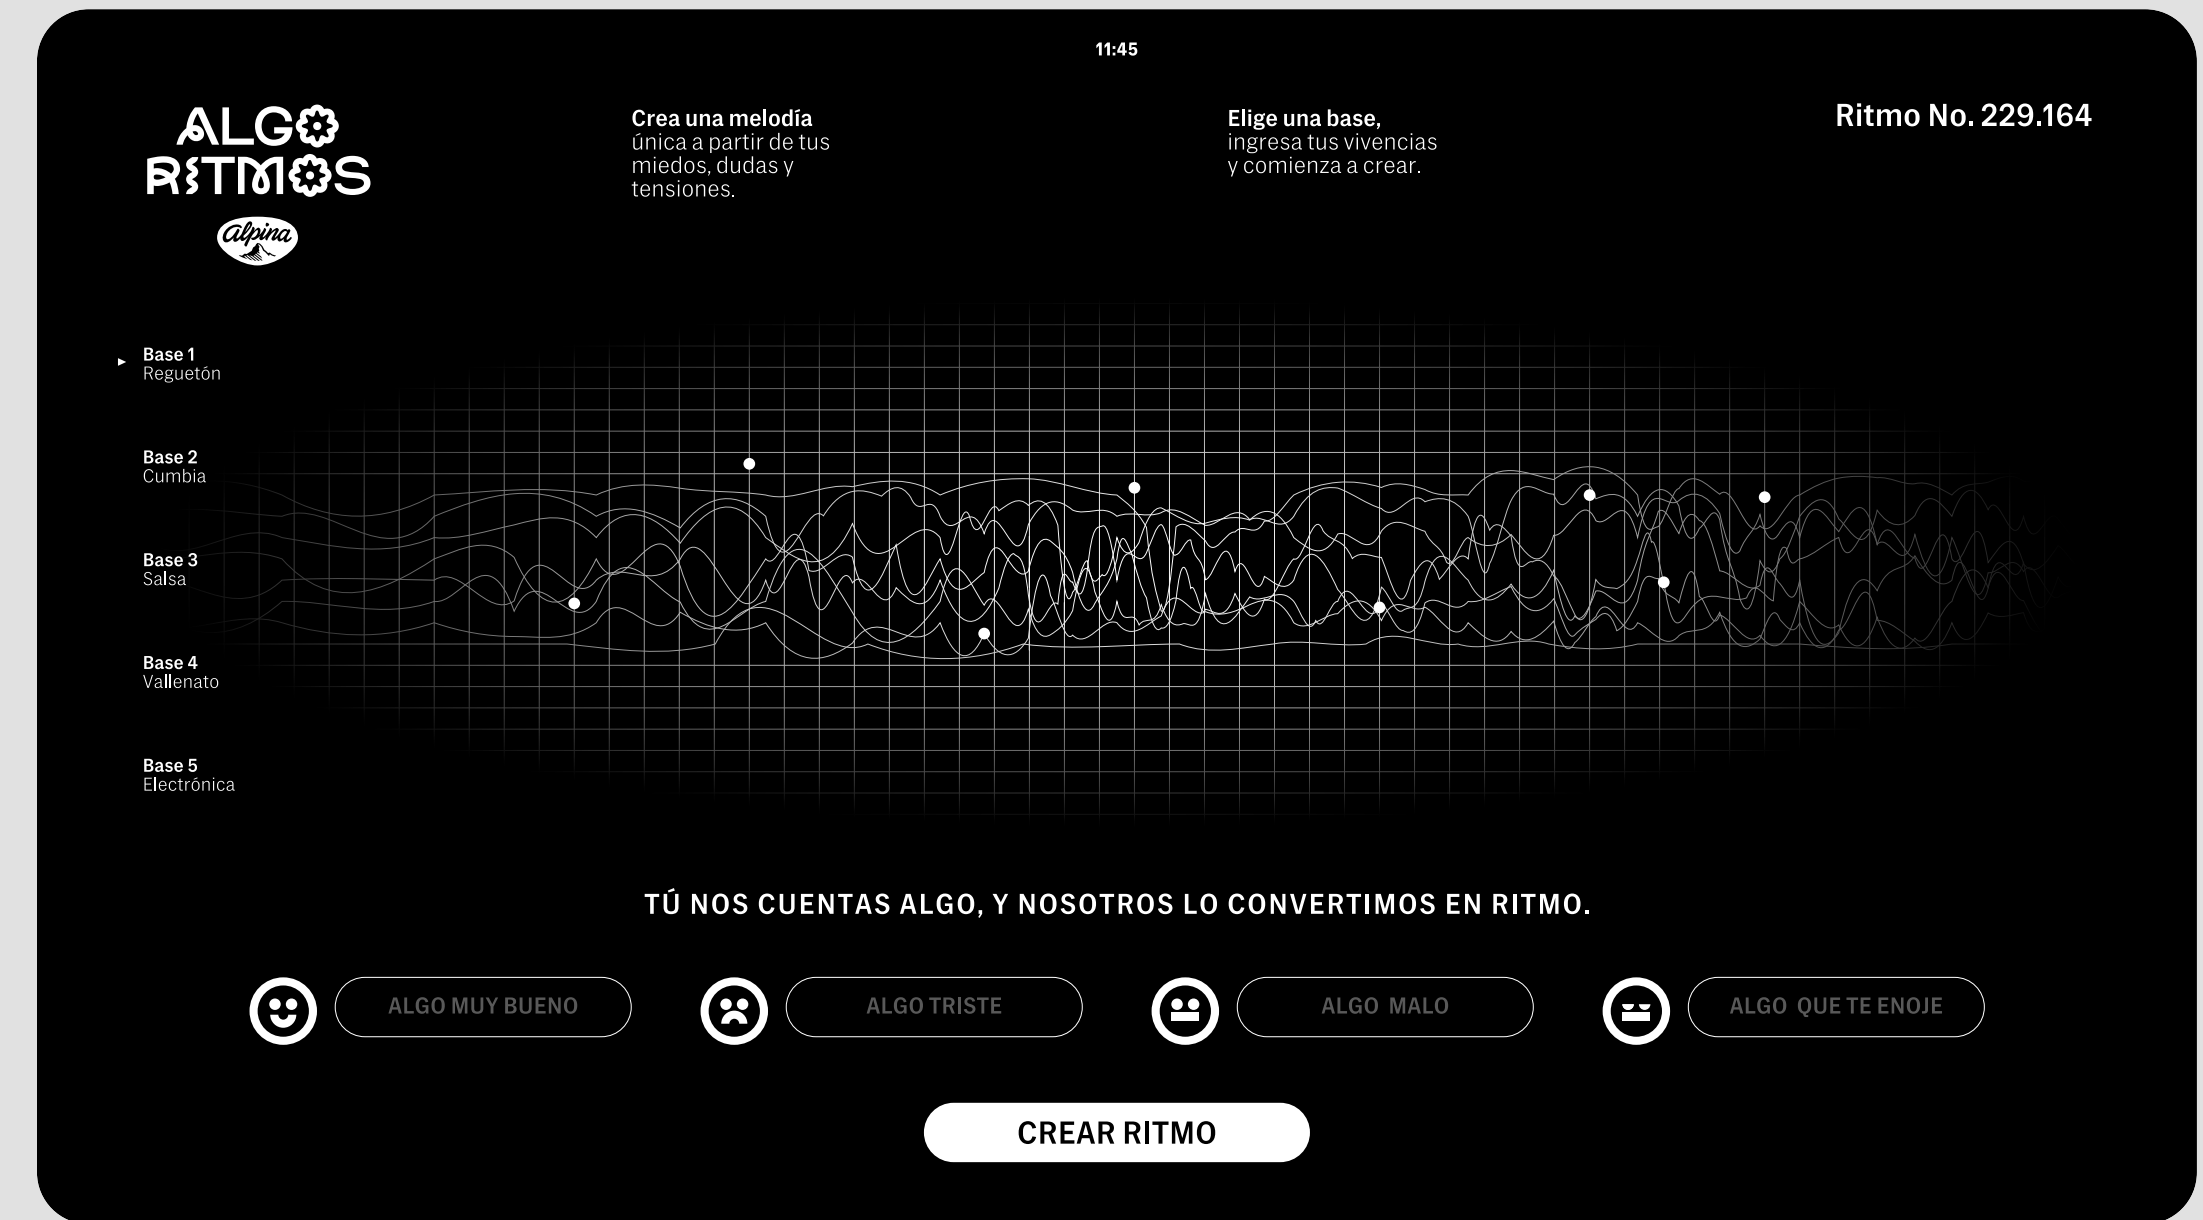 11:45
ALGO
RITMOS
alpina
Crea una melodía
única a partir de tus
miedos, dudas y
tensiones.
Elige una base,
ingresa tus vivencias
y comienza a crear.
Ritmo No. 229.164
Base 1
Reguetón
Base 2
Cumbia
Base 3
Salsa
Base 4
Vallenato
Base 5
Electrónica
TÚ NOS CUENTAS ALGO, Y NOSOTROS LO CONVERTIMOS EN RITMO.
ALGO MUY BUENO
ALGO TRISTE
ALGO MALO
ALGO QUE TE ENOJE
CREAR RITMO